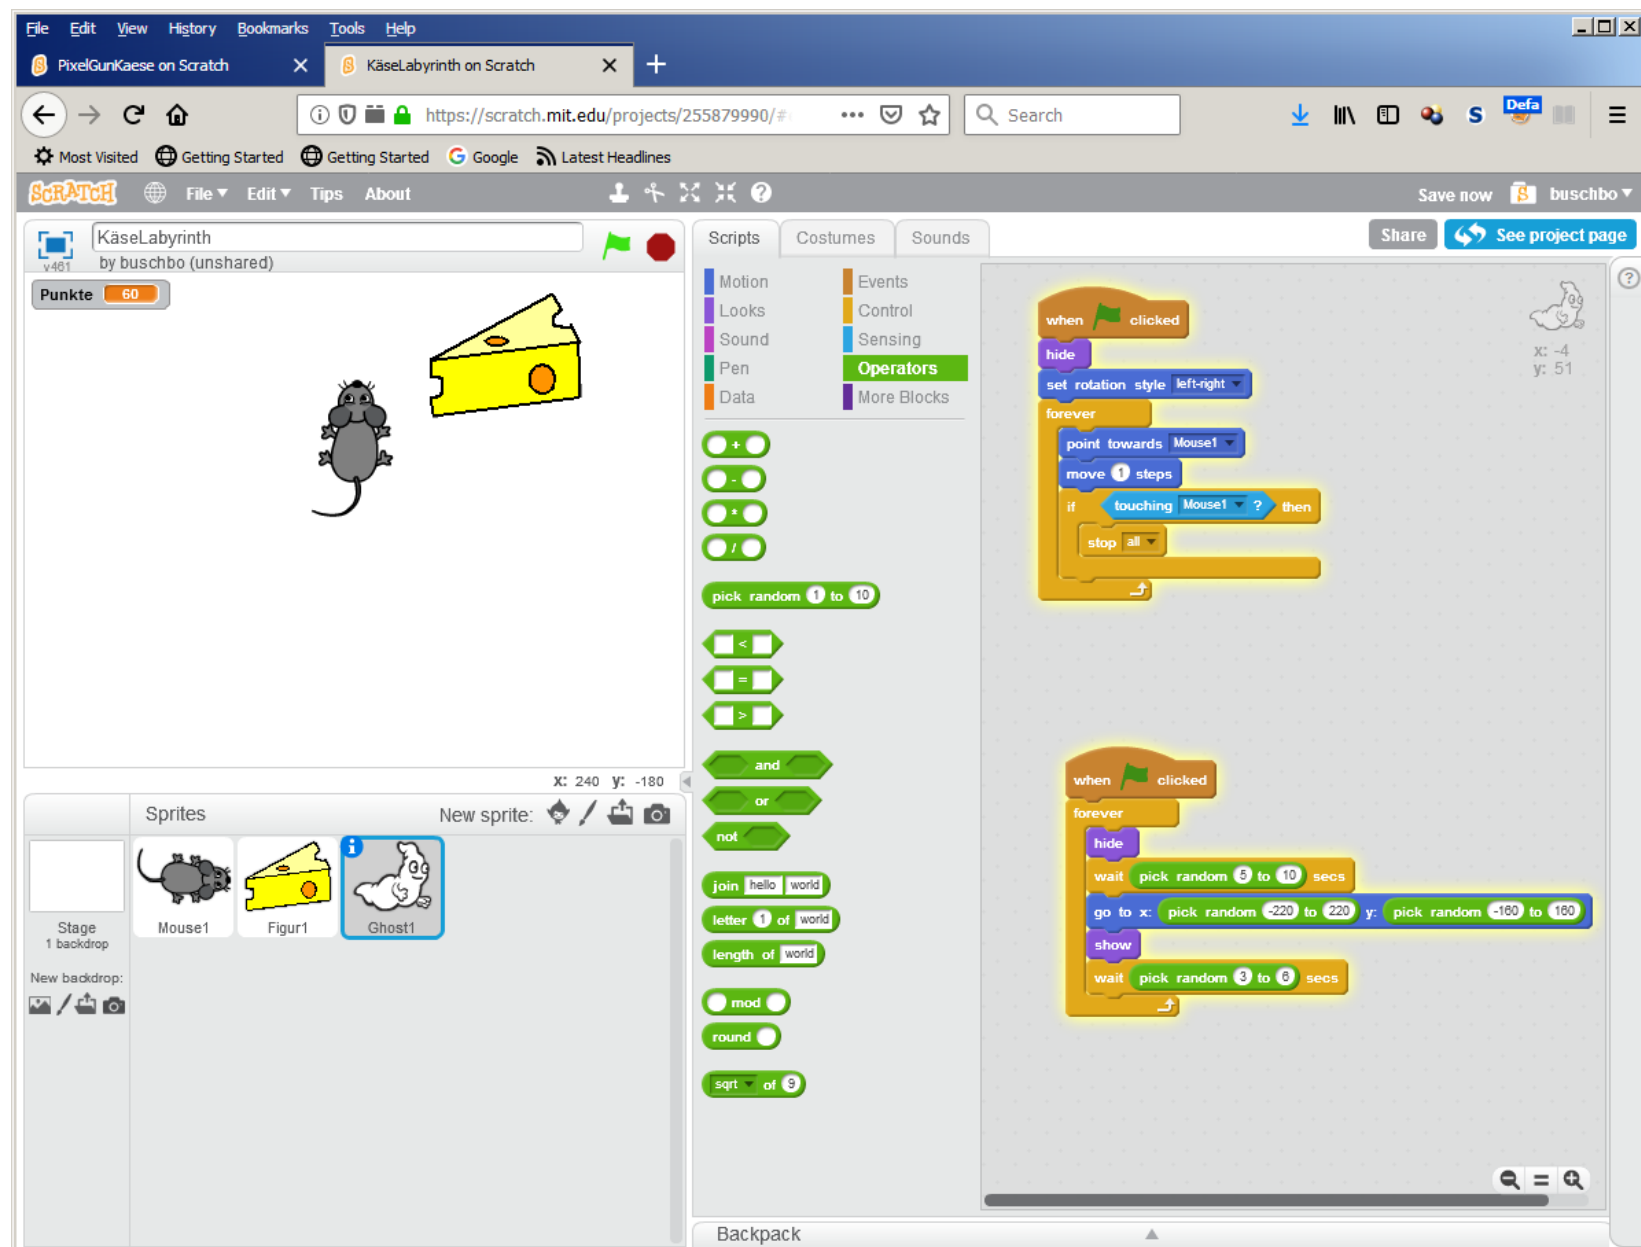 File Edit View History Bookmarks Tools Help
PixelGunKaese on Scratch
KäseLabyrinth on Scratch
https://scratch.mit.edu/projects/255879990/#
Search
Defa
Most Visited Getting Started Getting Started Google Latest Headlines
SCRATCH File Edit Tips About
Save now buschbo
v461
KäseLabyrinth
by buschbo (unshared)
Punkte 60
X: 240 y: -180
Sprites
New sprite:
Stage
1 backdrop
New backdrop:
Mouse1
Figur1
Ghost1
Scripts Costumes Sounds
Share See project page
Motion Events
Looks Control
Sound Sensing
Pen Operators
Data More Blocks
+
-
*
/
pick random 1 to 10
<
=
>
and
or
not
join hello world
letter 1 of world
length of world
mod
round
sqrt of 9
when clicked
hide
set rotation style left-right
forever
point towards Mouse1
move 1 steps
if touching Mouse1 ? then
stop all
x: -4
y: 51
when clicked
forever
hide
wait pick random 5 to 10 secs
go to x: pick random -220 to 220 y: pick random -160 to 160
show
wait pick random 3 to 6 secs
Backpack